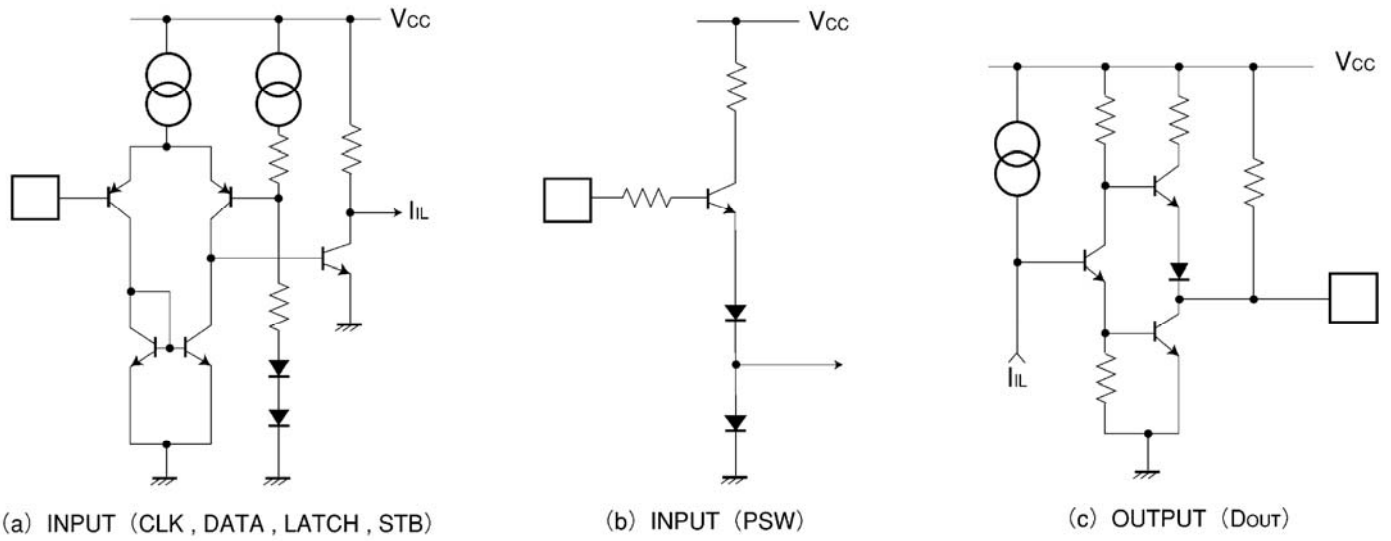 VCC
IIL
(a) INPUT (CLK , DATA , LATCH , STB)
VCC
(b) INPUT (PSW)
VCC
IIL
(c) OUTPUT (DOUT)